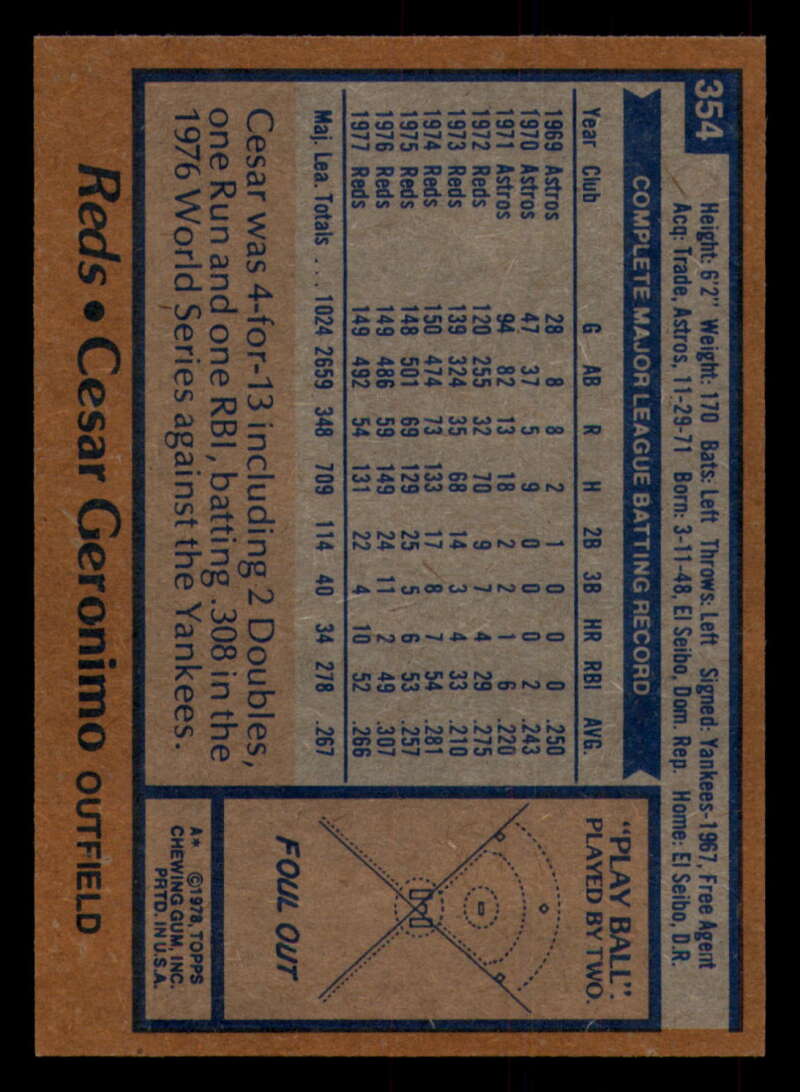 354
Height: 6'2" Weight: 170 Bats: Left Throws: Left Signed: Yankees-1967, Free Agent
Acq: Trade, Astros, 11-29-71 Born: 3-11-48, El Seibo, Dom. Rep. Home: El Seibo, D.R.
COMPLETE MAJOR LEAGUE BATTING RECORD
Year Club G AB R H 2B 3B HR RBI AVG.
1969 Astros 28 8 8 2 1 0 0 0 .250
1970 Astros 47 37 5 9 0 0 0 2 .243
1971 Astros 94 82 13 18 2 2 1 6 .220
1972 Reds 120 255 32 70 9 7 4 29 .275
1973 Reds 139 324 35 68 14 3 4 33 .210
1974 Reds 150 474 73 133 17 8 7 54 .281
1975 Reds 148 501 69 129 25 5 6 53 .257
1976 Reds 149 486 59 149 24 11 2 49 .307
1977 Reds 149 492 54 131 22 4 10 52 .266
Maj. Lea. Totals . . . 1024 2659 348 709 114 40 34 278 .267
Cesar was 4-for-13 including 2 Doubles,
one Run and one RBI, batting .308 in the
1976 World Series against the Yankees.
"PLAY BALL".
PLAYED BY TWO.
FOUL OUT
A* ©1978, TOPPS
CHEWING GUM, INC.
PRTD. IN U.S.A.
Reds • Cesar Geronimo OUTFIELD